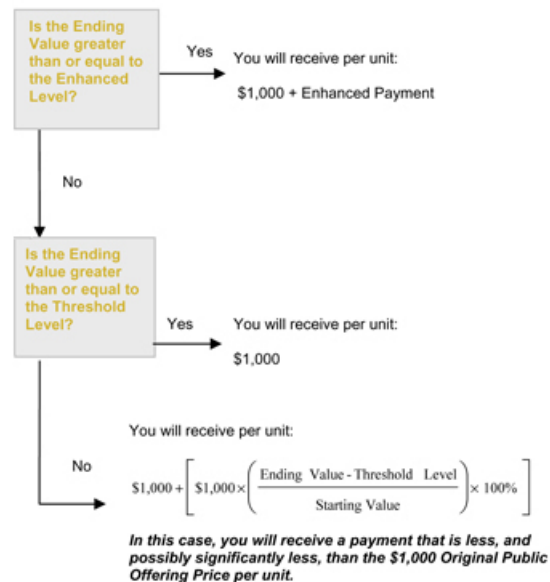 Is the Ending
Value greater
than or equal to
the Enhanced
Level?
Yes
You will receive per unit:
$1,000 + Enhanced Payment
No
Is the Ending
Value greater
than or equal to
the Threshold
Level?
Yes
You will receive per unit:
$1,000
No
You will receive per unit:
$1,000 + [ $1,000 × ( Ending Value - Threshold Level / Starting Value ) × 100% ]
In this case, you will receive a payment that is less, and
possibly significantly less, than the $1,000 Original Public
Offering Price per unit.